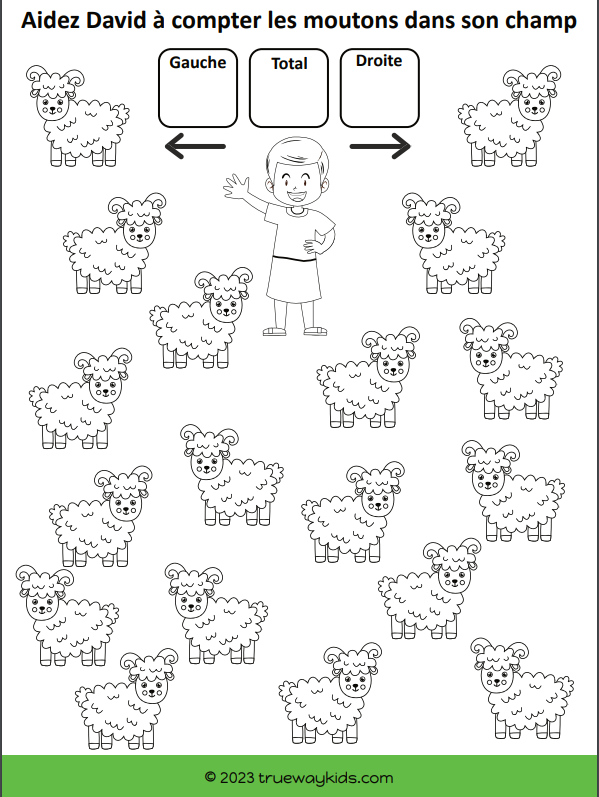 Aidez David à compter les moutons dans son champ
Gauche
Total
Droite
© 2023 truewaykids.com